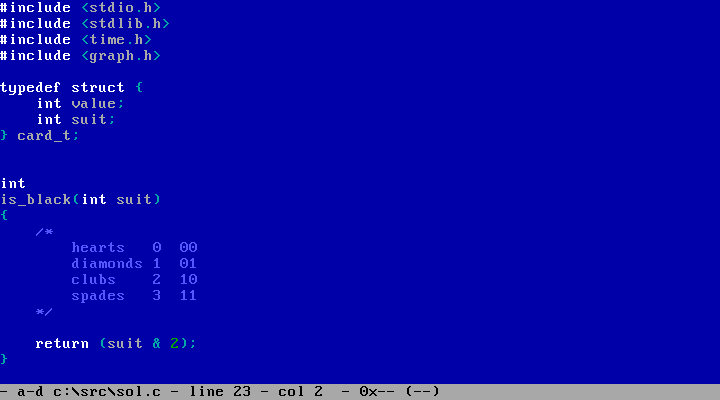 #include <stdio.h>
#include <stdlib.h>
#include <time.h>
#include <graph.h>

typedef struct {
    int value;
    int suit;
} card_t;


int
is_black(int suit)
{
    /*
        hearts   0  00
        diamonds 1  01
        clubs    2  10
        spades   3  11
    */

    return (suit & 2);
}

- a-d c:\src\sol.c - line 23 - col 2  - 0x-- (--)